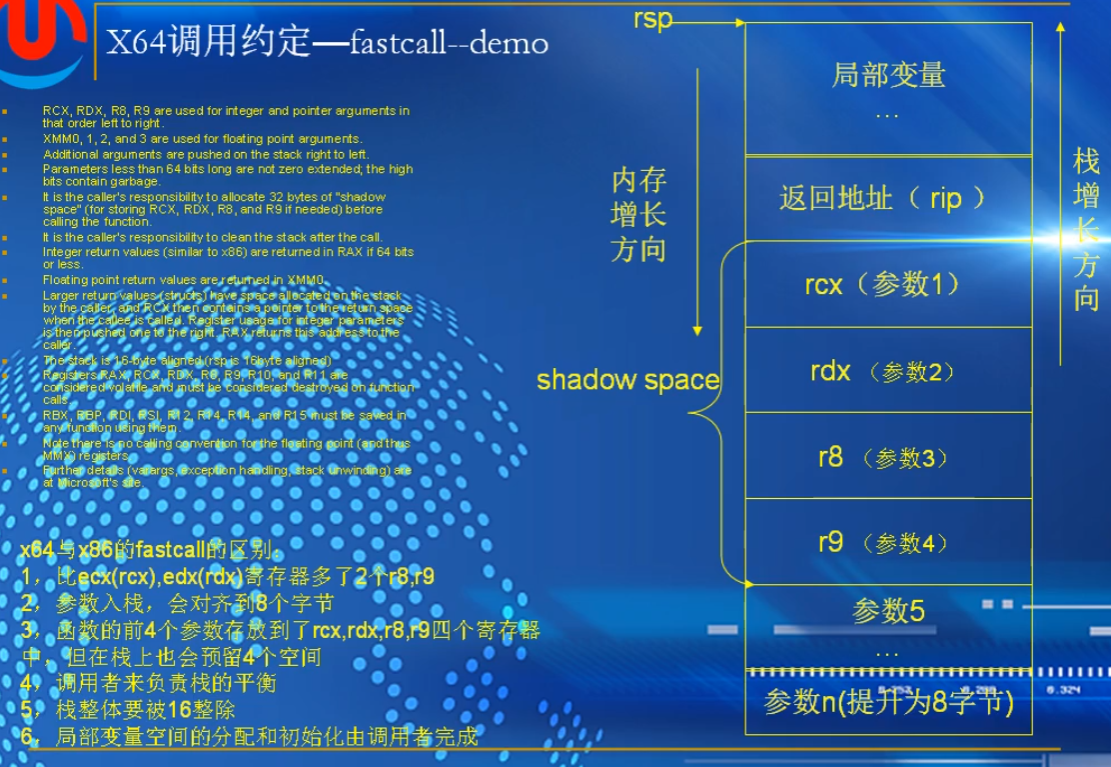 X64调用约定—fastcall--demo
RCX, RDX, R8, R9 are used for integer and pointer arguments in
that order left to right.
XMM0, 1, 2, and 3 are used for floating point arguments.
Additional arguments are pushed on the stack right to left.
Parameters less than 64 bits long are not zero extended; the high
bits contain garbage.
It is the caller's responsibility to allocate 32 bytes of "shadow
space" (for storing RCX, RDX, R8, and R9 if needed) before
calling the function.
It is the caller's responsibility to clean the stack after the call.
Integer return values (similar to x86) are returned in RAX if 64 bits
or less.
Floating point return values are returned in XMM0.
Larger return values (structs) have space allocated on the stack
by the caller, and RCX then contains a pointer to the return space
when the callee is called. Register usage for integer parameters
is then pushed one to the right. RAX returns this address to the
caller.
The stack is 16-byte aligned (rsp is 16byte aligned)
Registers RAX, RCX, RDX, R8, R9, R10, and R11 are
considered volatile and must be considered destroyed on function
calls.
RBX, RBP, RDI, RSI, R12, R14, R14, and R15 must be saved in
any function using them.
Note there is no calling convention for the floating point (and thus
MMX) registers.
Further details (varargs, exception handling, stack unwinding) are
at Microsoft's site.
x64与x86的fastcall的区别:
1，比ecx(rcx),edx(rdx)寄存器多了2个r8,r9
2，参数入栈，会对齐到8个字节
3，函数的前4个参数存放到了rcx,rdx,r8,r9四个寄存器
中，但在栈上也会预留4个空间
4，调用者来负责栈的平衡
5，栈整体要被16整除
6，局部变量空间的分配和初始化由调用者完成
rsp
内存
增长
方向
shadow space
局部变量
...
返回地址（ rip ）
rcx（参数1）
rdx （参数2）
r8 （参数3）
r9 （参数4）
参数5
...
参数n(提升为8字节)
栈
增
长
方
向
0.324